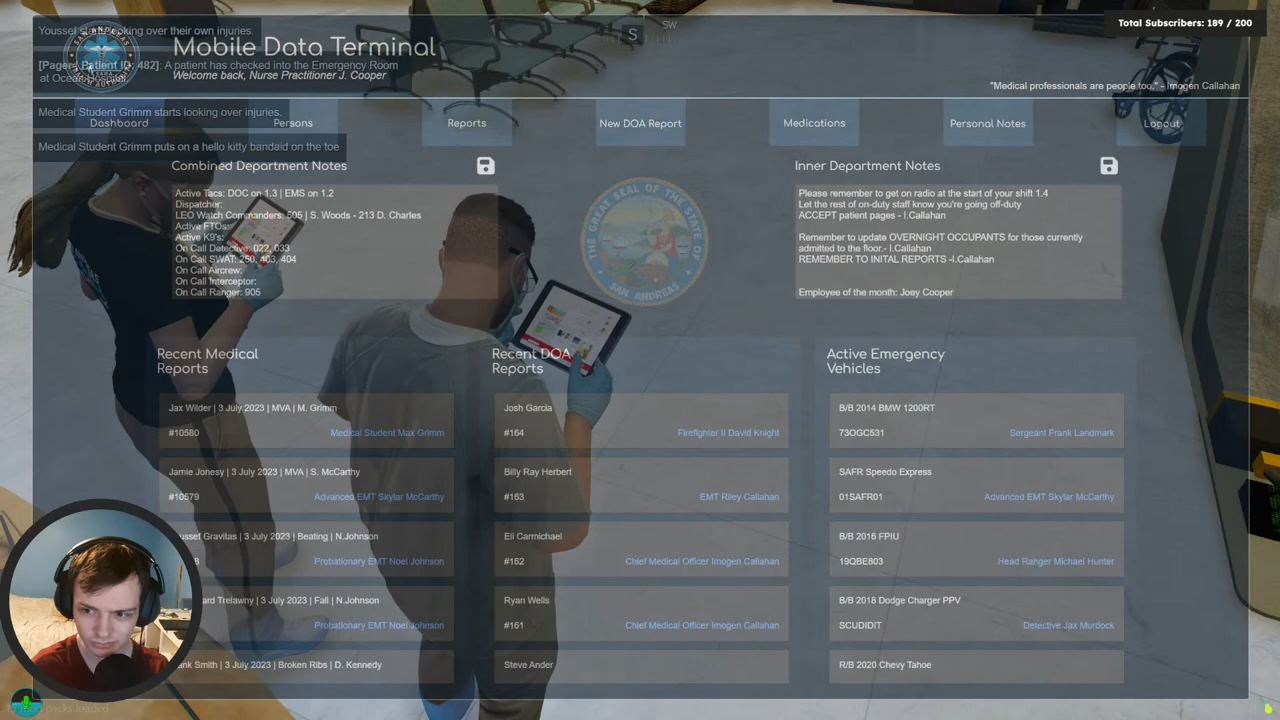 Total Subscribers: 189 / 200
S
SW
Mobile Data Terminal
Welcome back, Nurse Practitioner J. Cooper
"Medical professionals are people too," - Imogen Callahan
looking over their own injuries.
A patient has checked into the Emergency Room
Medical Student Grimm starts looking over injuries.
Medical Student Grimm puts on a hello kitty bandaid on the toe
Dashboard
Persons
Reports
New DOA Report
Medications
Personal Notes
Logout
Combined Department Notes
Active Tacs: DOC on 1.3 | EMS on 1.2
Dispatcher:
LEO Watch Commanders: 505 | S. Woods - 213 D. Charles
Active FTOs:
Active K9's:
On Call Detective: 022, 033
On Call SWAT: 250, 403, 404
On Call Aircrew:
On Call Interceptor:
On Call Ranger: 905
THE GREAT SEAL OF THE STATE OF SAN ANDREAS
Inner Department Notes
Please remember to get on radio at the start of your shift 1.4
Let the rest of on-duty staff know you're going off-duty
ACCEPT patient pages - I.Callahan
Remember to update OVERNIGHT OCCUPANTS for those currently
admitted to the floor.- I.Callahan
REMEMBER TO INITAL REPORTS -I.Callahan
Employee of the month: Joey Cooper
Recent Medical
Reports
Jax Wilder | 3 July 2023 | MVA | M. Grimm
#10580
Medical Student Max Grimm
Jamie Jonesy | 3 July 2023 | MVA | S. McCarthy
#10579
Advanced EMT Skylar McCarthy
Gravitas | 3 July 2023 | Beating | N.Johnson
Probationary EMT Noel Johnson
Trelawny | 3 July 2023 | Fall | N.Johnson
Probationary EMT Noel Johnson
Smith | 3 July 2023 | Broken Ribs | D. Kennedy
Recent DOA
Reports
Josh Garcia
#164
Firefighter II David Knight
Billy Ray Herbert
#163
EMT Riley Callahan
Eli Carmichael
#162
Chief Medical Officer Imogen Callahan
Ryan Wells
#161
Chief Medical Officer Imogen Callahan
Steve Ander
Active Emergency
Vehicles
B/B 2014 BMW 1200RT
73OGC531
Sergeant Frank Landmark
SAFR Speedo Express
01SAFR01
Advanced EMT Skylar McCarthy
B/B 2016 FPIU
19QBE803
Head Ranger Michael Hunter
B/B 2018 Dodge Charger PPV
SCUDIDIT
Detective Jax Murdock
R/B 2020 Chevy Tahoe
packs loaded